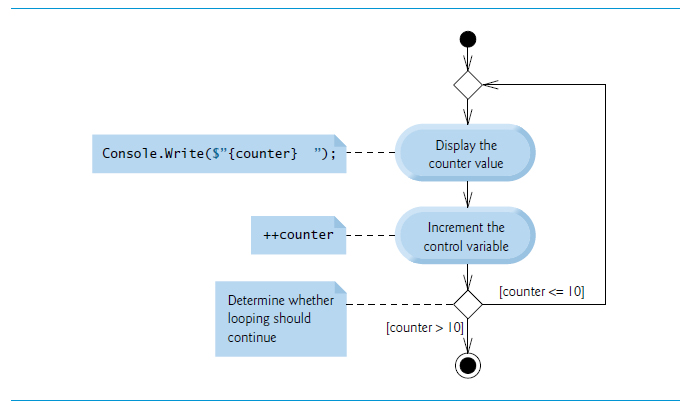 Display the
counter value
Console.Write($"{counter}  ");
Increment the
control variable
++counter
Determine whether
looping should
continue
[counter <= 10]
[counter > 10]